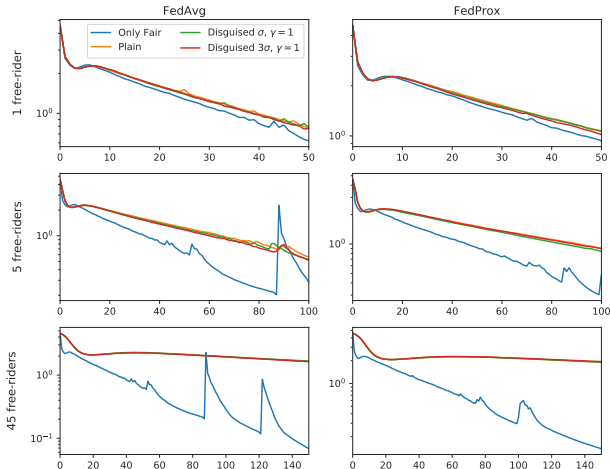 FedAvg
FedProx
Only Fair
Plain
Disguised σ, γ = 1
Disguised 3σ, γ = 1
1 free-rider
10⁰
0 10 20 30 40 50
10⁰
0 10 20 30 40 50
5 free-riders
10⁰
0 20 40 60 80 100
10⁰
0 20 40 60 80 100
45 free-riders
10⁰
10⁻¹
0 20 40 60 80 100 120 140
10⁰
0 20 40 60 80 100 120 140